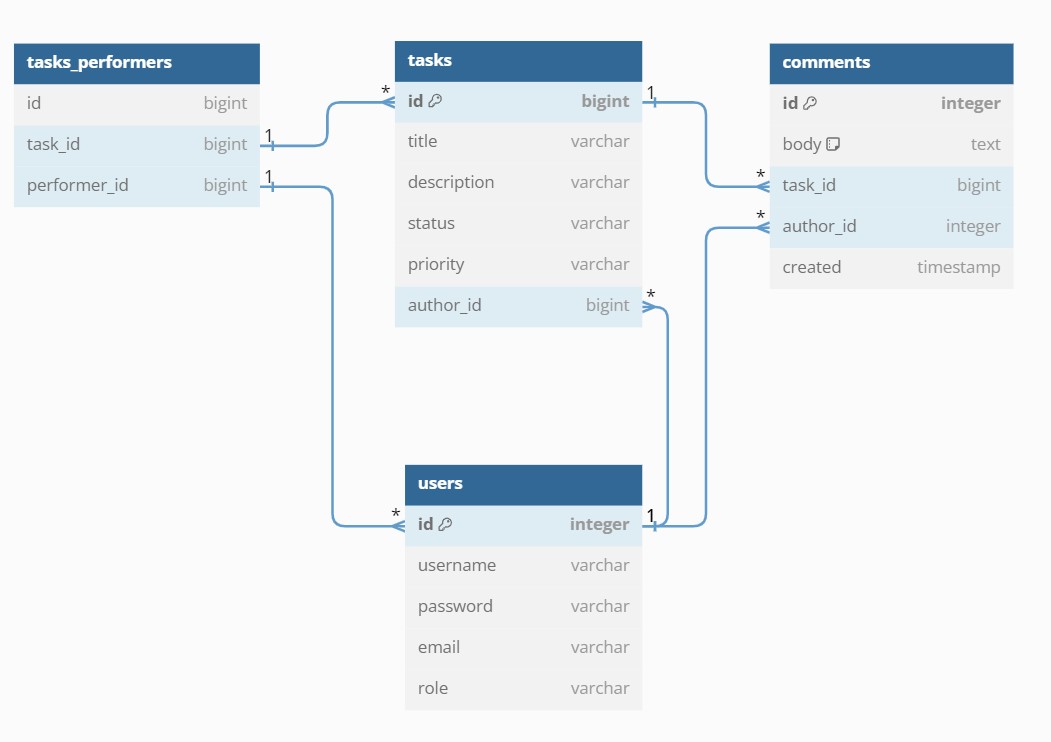 tasks_performers
id bigint
task_id bigint
performer_id bigint
1
1
*
tasks
id bigint
title varchar
description varchar
status varchar
priority varchar
author_id bigint
1
*
comments
id integer
body text
task_id bigint
author_id integer
created timestamp
*
*
users
id integer
username varchar
password varchar
email varchar
role varchar
*
1